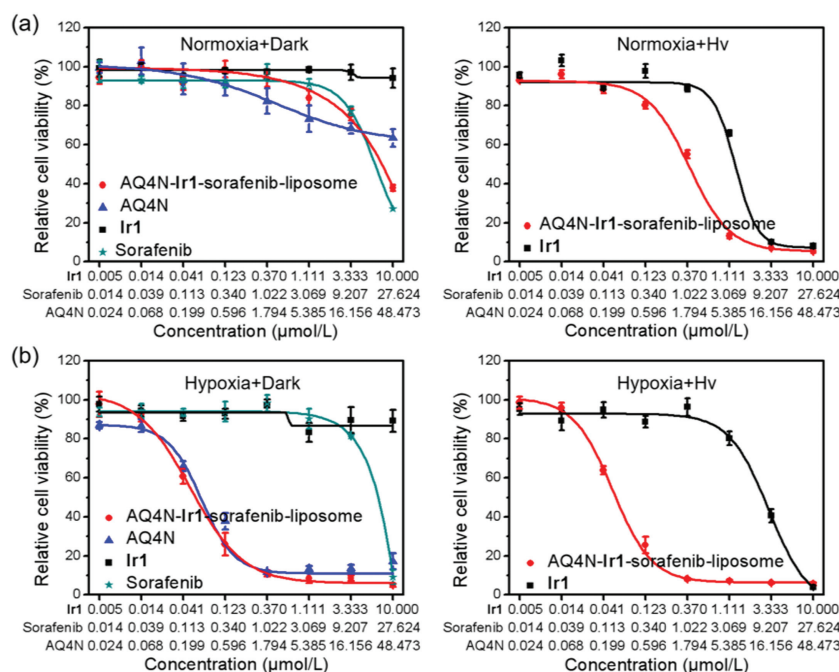 (a)
Normoxia+Dark
Relative cell viability (%)
120
100
80
60
40
20
0
AQ4N-Ir1-sorafenib-liposome
AQ4N
Ir1
Sorafenib
Ir1 0.005 0.014 0.041 0.123 0.370 1.111 3.333 10.000
Sorafenib 0.014 0.039 0.113 0.340 1.022 3.069 9.207 27.624
AQ4N 0.024 0.068 0.199 0.596 1.794 5.385 16.156 48.473
Concentration (μmol/L)
Normoxia+Hv
Relative cell viability (%)
120
100
80
60
40
20
0
AQ4N-Ir1-sorafenib-liposome
Ir1
Ir1 0.005 0.014 0.041 0.123 0.370 1.111 3.333 10.000
Sorafenib 0.014 0.039 0.113 0.340 1.022 3.069 9.207 27.624
AQ4N 0.024 0.068 0.199 0.596 1.794 5.385 16.156 48.473
Concentration (μmol/L)
(b)
Hypoxia+Dark
Relative cell viability (%)
120
100
80
60
40
20
0
AQ4N-Ir1-sorafenib-liposome
AQ4N
Ir1
Sorafenib
Ir1 0.005 0.014 0.041 0.123 0.370 1.111 3.333 10.000
Sorafenib 0.014 0.039 0.113 0.340 1.022 3.069 9.207 27.624
AQ4N 0.024 0.068 0.199 0.596 1.794 5.385 16.156 48.473
Concentration (μmol/L)
Hypoxia+Hv
Relative cell viability (%)
120
100
80
60
40
20
0
AQ4N-Ir1-sorafenib-liposome
Ir1
Ir1 0.005 0.014 0.041 0.123 0.370 1.111 3.333 10.000
Sorafenib 0.014 0.039 0.113 0.340 1.022 3.069 9.207 27.624
AQ4N 0.024 0.068 0.199 0.596 1.794 5.385 16.156 48.473
Concentration (μmol/L)